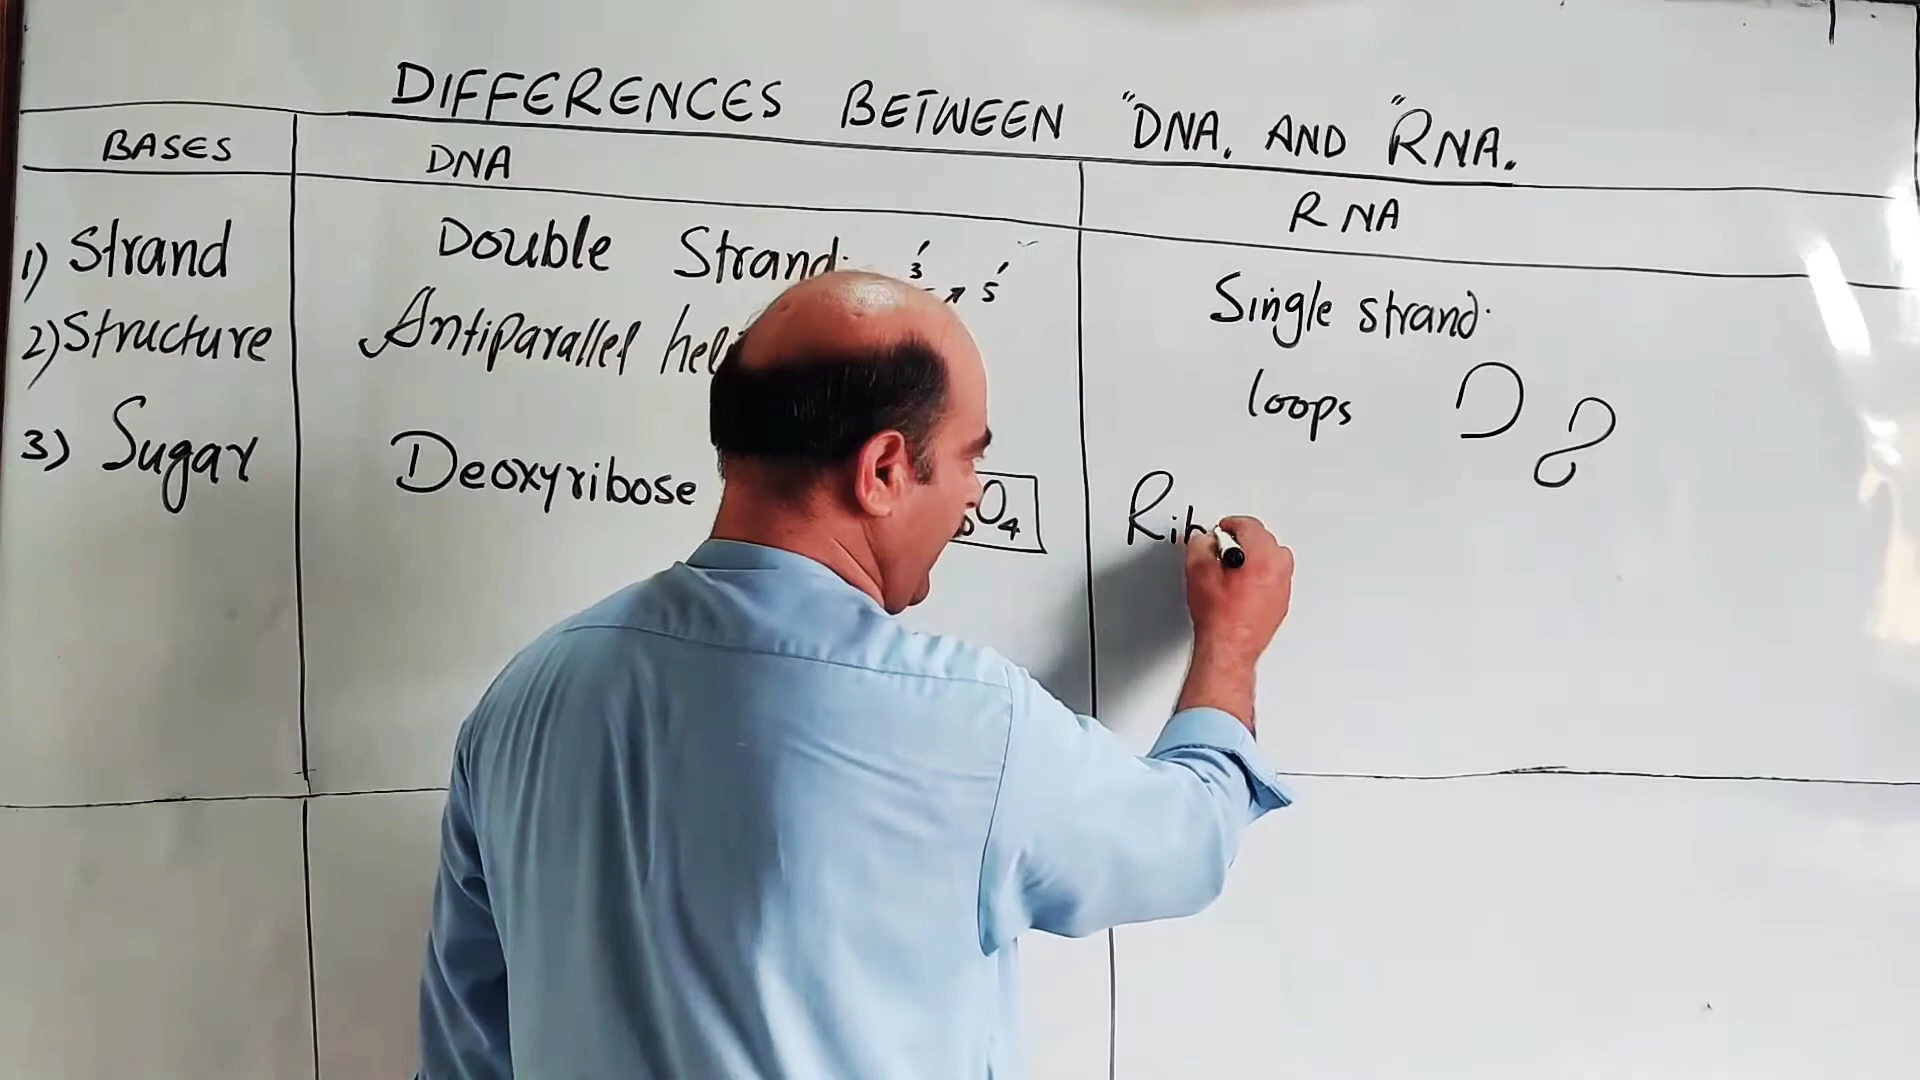 DIFFERENCES BETWEEN "DNA. AND "RNA.
BASES DNA RNA
1) Strand Double Strand. 3' 5' Single strand.
2) Structure Antiparallel loops
3) Sugar Deoxyribose O4